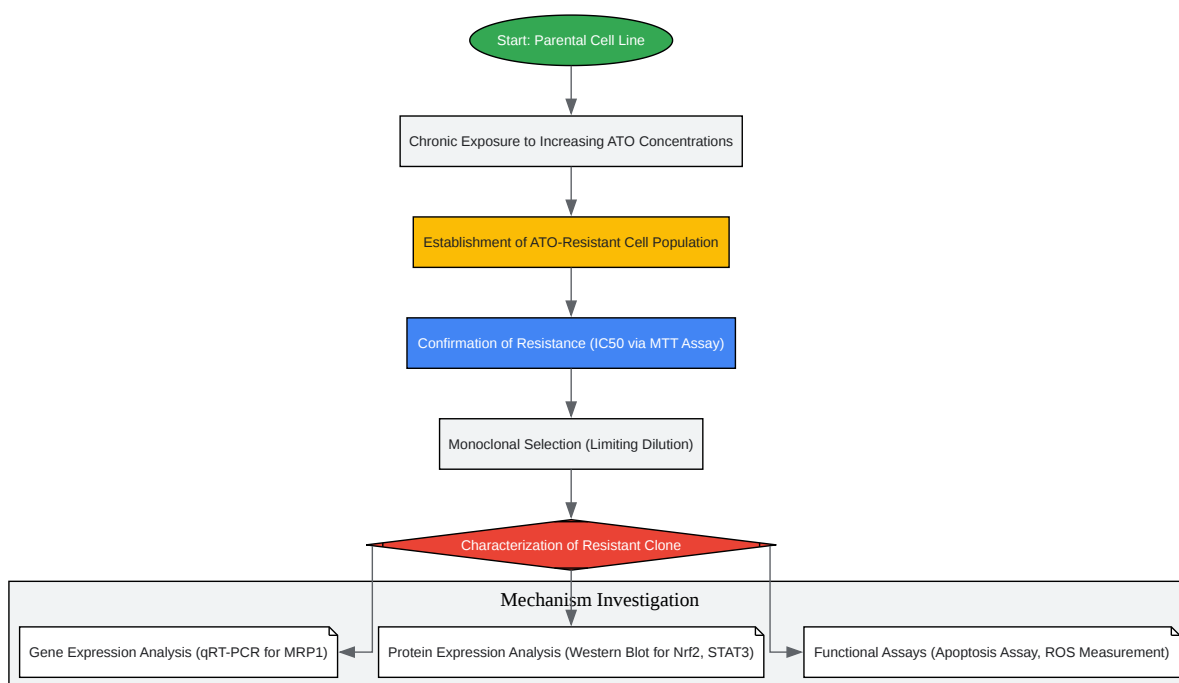 Start: Parental Cell Line
Chronic Exposure to Increasing ATO Concentrations
Establishment of ATO-Resistant Cell Population
Confirmation of Resistance (IC50 via MTT Assay)
Monoclonal Selection (Limiting Dilution)
Characterization of Resistant Clone
Mechanism Investigation
Gene Expression Analysis (qRT-PCR for MRP1)
Protein Expression Analysis (Western Blot for Nrf2, STAT3)
Functional Assays (Apoptosis Assay, ROS Measurement)